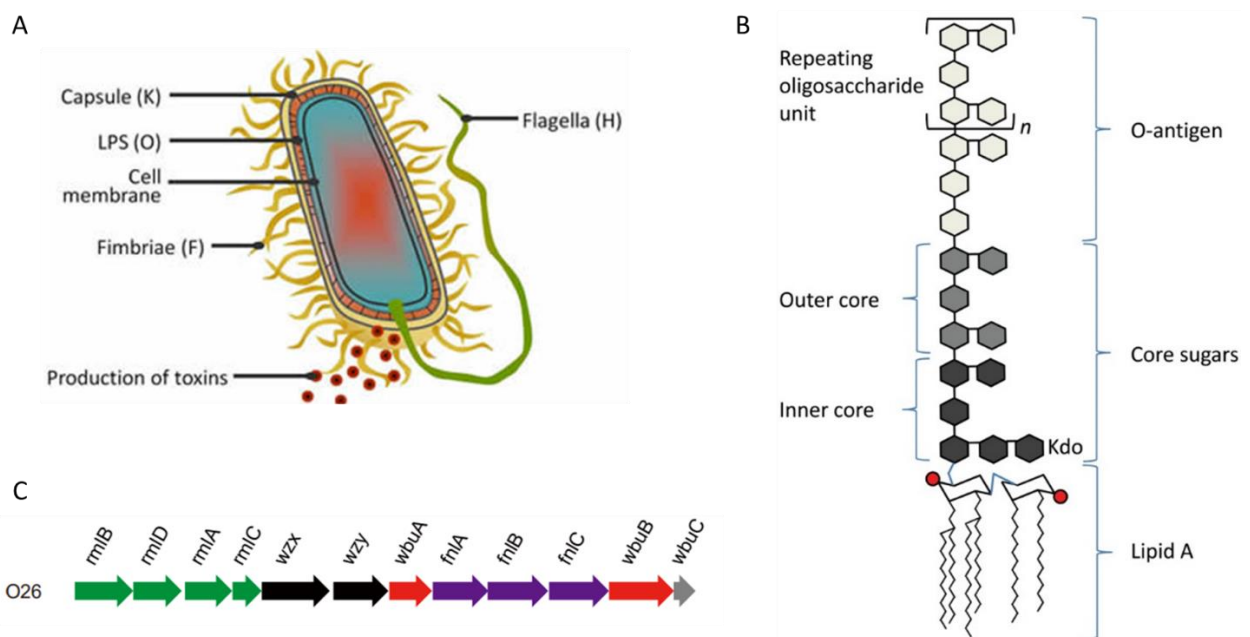 A
Capsule (K)
LPS (O)
Cell
membrane
Fimbriae (F)
Production of toxins
Flagella (H)
B
Repeating
oligosaccharide
unit
n
O-antigen
Outer core
Inner core
Core sugars
Kdo
Lipid A
C
rmlB
rmlD
rmlA
rmlC
wzx
wzy
wbuA
fnlA
fnlB
fnlC
wbuB
wbuC
O26